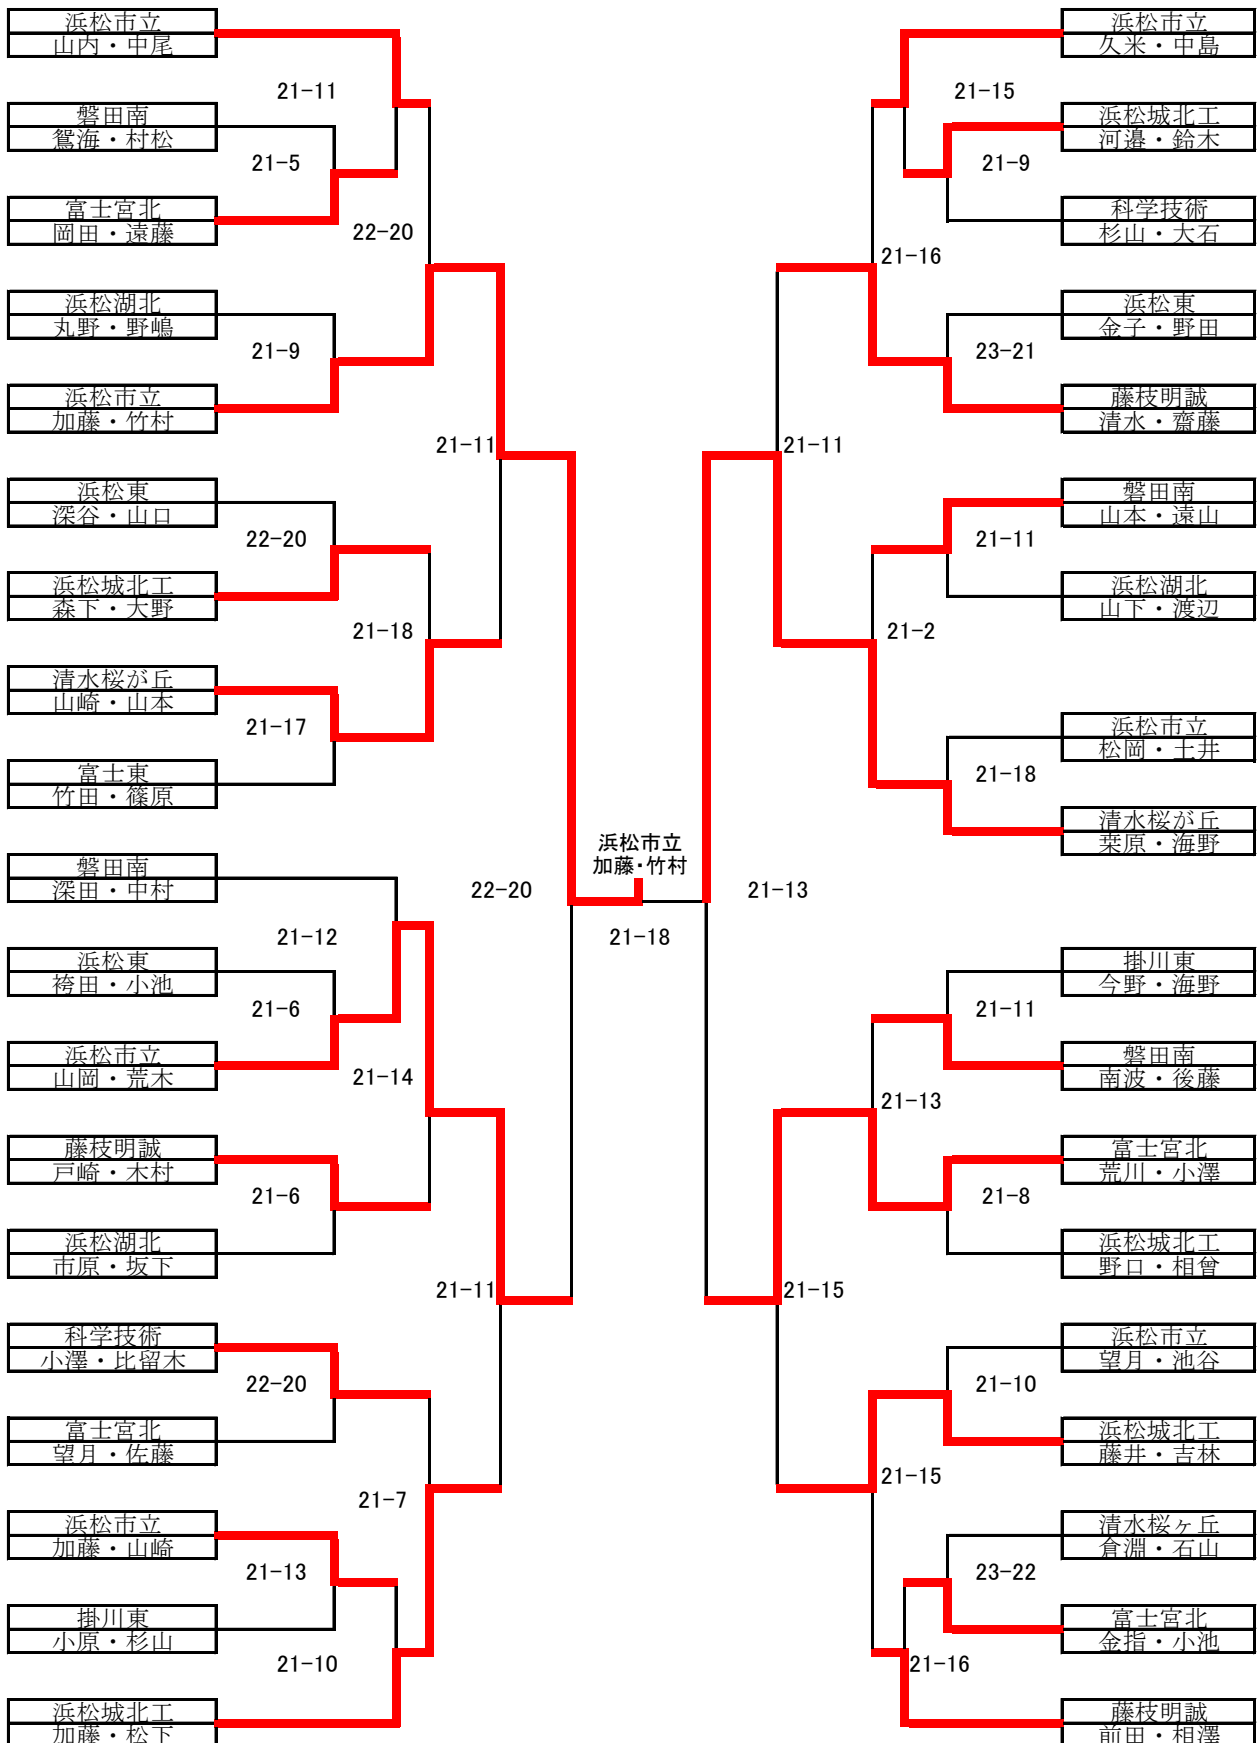 浜松市立
山内・中尾
磐田南
鴛海・村松
富士宮北
岡田・遠藤
浜松湖北
丸野・野嶋
浜松市立
加藤・竹村
浜松東
深谷・山口
浜松城北工
森下・大野
清水桜が丘
山崎・山本
富士東
竹田・篠原
磐田南
深田・中村
浜松東
袴田・小池
浜松市立
山岡・荒木
藤枝明誠
戸崎・木村
浜松湖北
市原・坂下
科学技術
小澤・比留木
富士宮北
望月・佐藤
浜松市立
加藤・山崎
掛川東
小原・杉山
浜松城北工
加藤・松下
21-11
21-5
22-20
21-9
21-11
22-20
21-18
21-17
22-20
21-12
21-6
21-14
21-6
21-11
22-20
21-7
21-13
21-10
浜松市立
加藤・竹村
21-18
21-15
21-9
21-16
23-21
21-11
21-11
21-2
21-18
21-13
21-11
21-13
21-8
21-15
21-10
21-15
23-22
21-16
浜松市立
久米・中島
浜松城北工
河邉・鈴木
科学技術
杉山・大石
浜松東
金子・野田
藤枝明誠
清水・齋藤
磐田南
山本・遠山
浜松湖北
山下・渡辺
浜松市立
松岡・土井
清水桜が丘
桒原・海野
掛川東
今野・海野
磐田南
南波・後藤
富士宮北
荒川・小澤
浜松城北工
野口・相曾
浜松市立
望月・池谷
浜松城北工
藤井・吉林
清水桜ヶ丘
倉淵・石山
富士宮北
金指・小池
藤枝明誠
前田・相澤